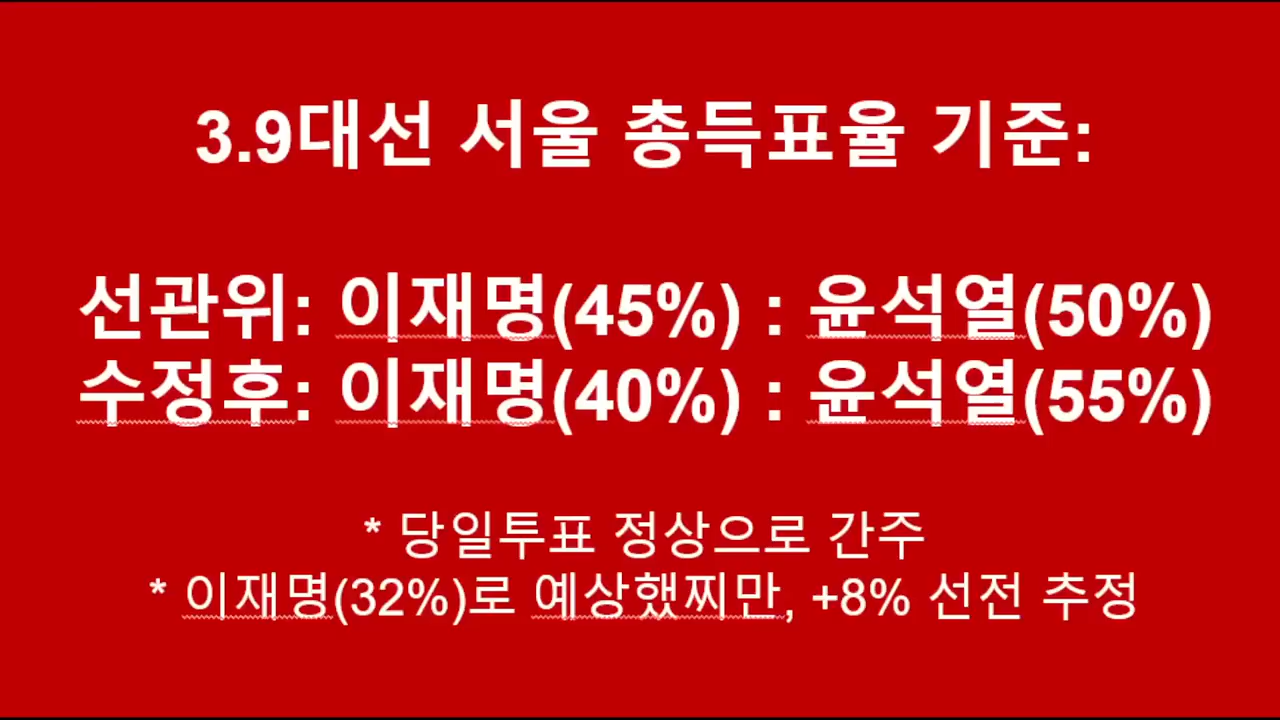 3.9대선 서울 총득표율 기준:
선관위: 이재명(45%) : 윤석열(50%)
수정후: 이재명(40%) : 윤석열(55%)
* 당일투표 정상으로 간주
* 이재명(32%)로 예상했찌만, +8% 선전 추정